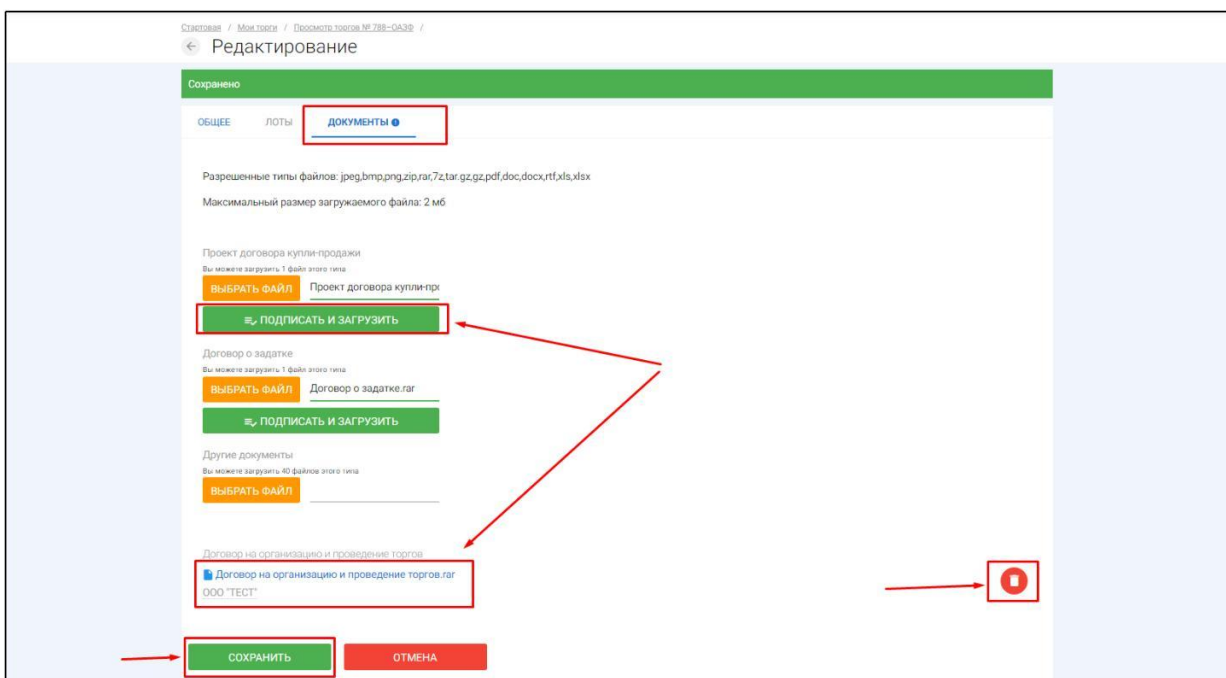 Стартовая / Мои торги / Просмотр торгов № 788-ОАЗФ /
Редактирование
Сохранено
ОБЩЕЕ ЛОТЫ ДОКУМЕНТЫ
Разрешенные типы файлов: jpeg,bmp,png,zip,rar,7z,tar.gz,gz,pdf,doc,docx,rtf,xls,xlsx
Максимальный размер загружаемого файла: 2 мб
Проект договора купли-продажи
Вы можете загрузить 1 файл этого типа
ВЫБРАТЬ ФАЙЛ Проект договора купли-про
ПОДПИСАТЬ И ЗАГРУЗИТЬ
Договор о задатке
Вы можете загрузить 1 файл этого типа
ВЫБРАТЬ ФАЙЛ Договор о задатке.rar
ПОДПИСАТЬ И ЗАГРУЗИТЬ
Другие документы
Вы можете загрузить 40 файлов этого типа
ВЫБРАТЬ ФАЙЛ
Договор на организацию и проведение торгов
Договор на организацию и проведение торгов.rar
ООО "ТЕСТ"
СОХРАНИТЬ ОТМЕНА